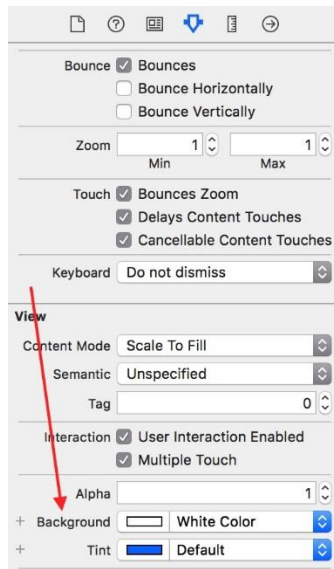 Bounce Bounces
Bounce Horizontally
Bounce Vertically
Zoom 1 1
Min Max
Touch Bounces Zoom
Delays Content Touches
Cancellable Content Touches
Keyboard Do not dismiss
View
Content Mode Scale To Fill
Semantic Unspecified
Tag 0
Interaction User Interaction Enabled
Multiple Touch
Alpha 1
+ Background White Color
+ Tint Default